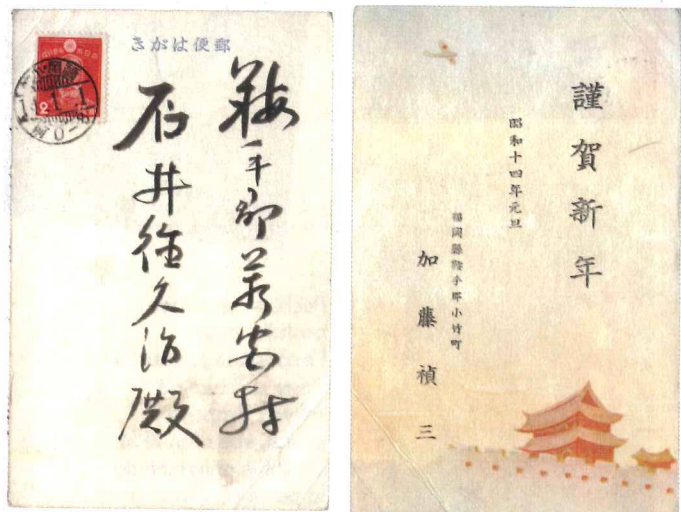 郵便はがき
鞍手郡若宮村
石井久治殿
2
謹賀新年
昭和十四年元旦
福岡縣鞍手郡小竹町
加藤禎三